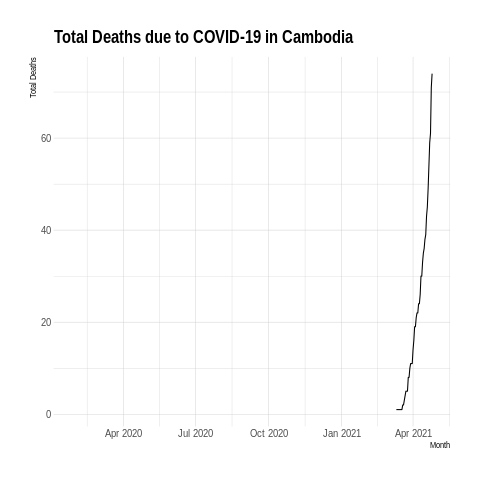 Total Deaths due to COVID-19 in Cambodia
Total Deaths
60
40
20
0
Apr 2020 Jul 2020 Oct 2020 Jan 2021 Apr 2021
Month